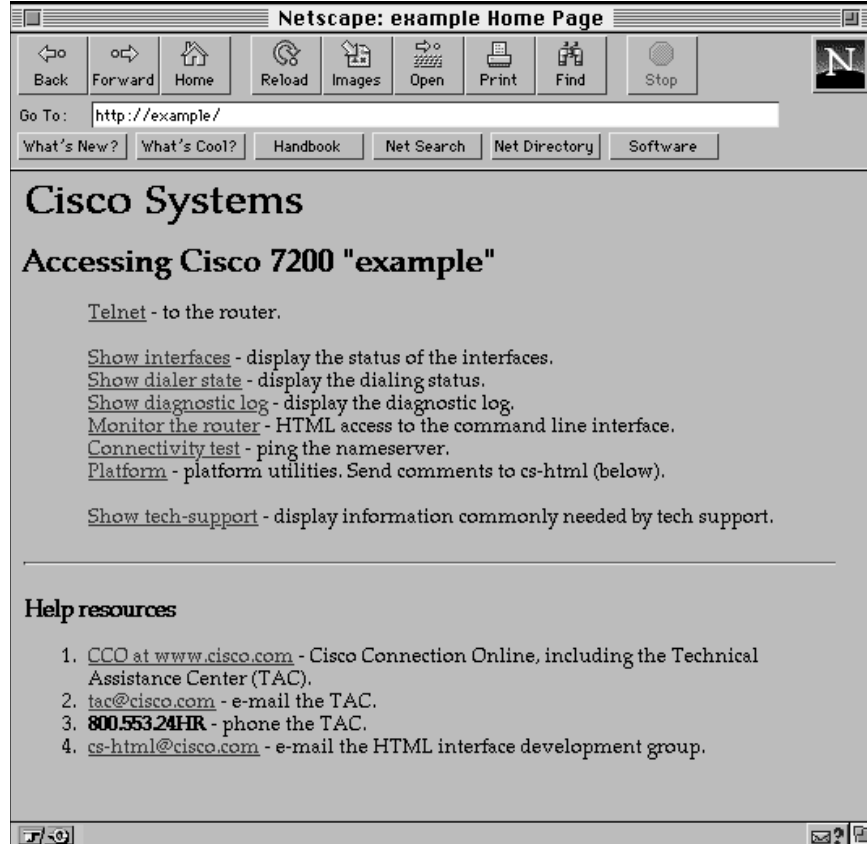 Netscape: example Home Page
Back Forward Home Reload Images Open Print Find Stop
N
Go To: http://example/
What's New? What's Cool? Handbook Net Search Net Directory Software
Cisco Systems
Accessing Cisco 7200 "example"
Telnet - to the router.
Show interfaces - display the status of the interfaces.
Show dialer state - display the dialing status.
Show diagnostic log - display the diagnostic log.
Monitor the router - HTML access to the command line interface.
Connectivity test - ping the nameserver.
Platform - platform utilities. Send comments to cs-html (below).
Show tech-support - display information commonly needed by tech support.
Help resources
1. CCO at www.cisco.com - Cisco Connection Online, including the Technical
Assistance Center (TAC).
2. tac@cisco.com - e-mail the TAC.
3. 800.553.24HR - phone the TAC.
4. cs-html@cisco.com - e-mail the HTML interface development group.
?